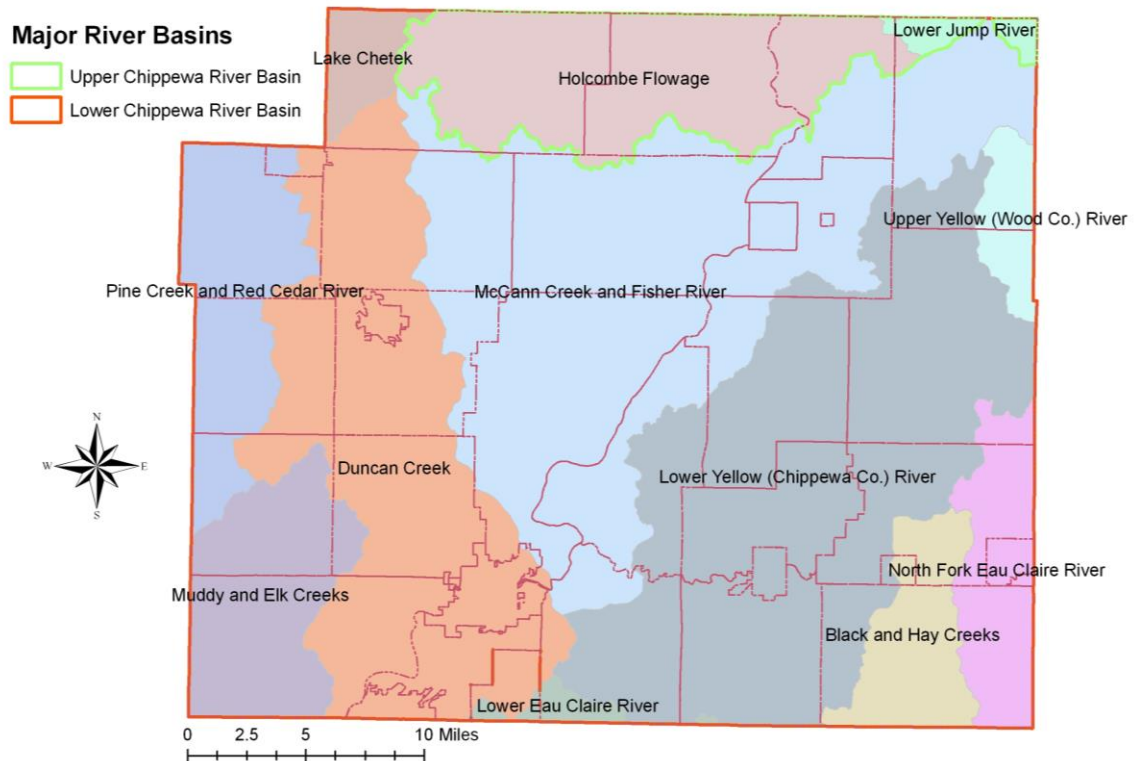 Major River Basins
Upper Chippewa River Basin
Lower Chippewa River Basin
Lower Jump River
Lake Chetek
Holcombe Flowage
Upper Yellow (Wood Co.) River
Pine Creek and Red Cedar River
McCann Creek and Fisher River
N
W E
S
Duncan Creek
Lower Yellow (Chippewa Co.) River
North Fork Eau Claire River
Muddy and Elk Creeks
Black and Hay Creeks
Lower Eau Claire River
0 2.5 5 10 Miles